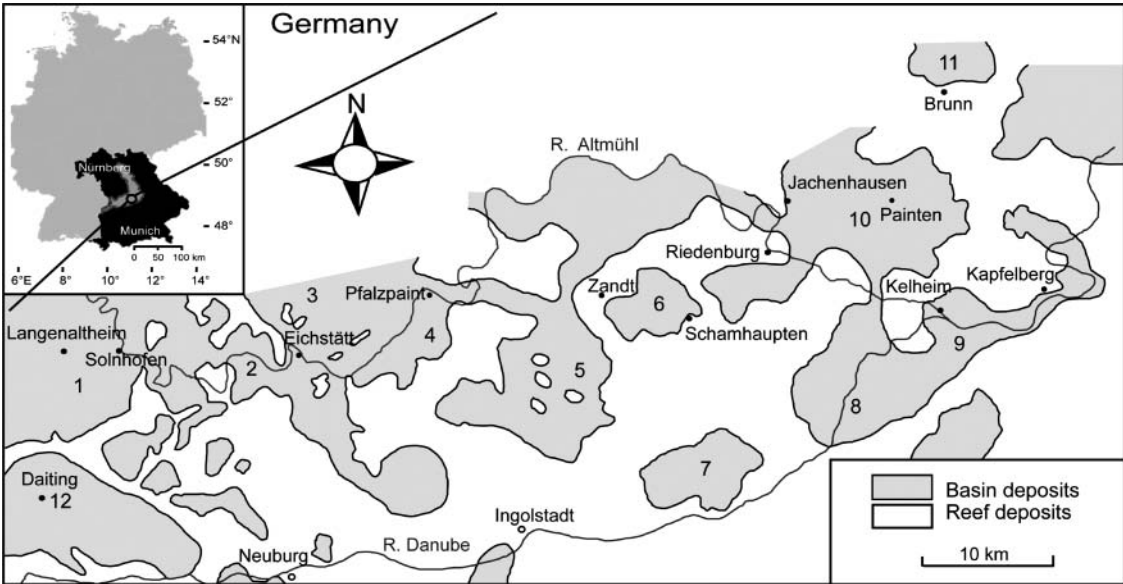 Germany
54°N
52°
50°
48°
Nürnberg
Munich
0 50 100 km
6°E 8° 10° 12° 14°
N
R. Altmühl
11
Brunn
Jachenhausen
10
Painten
Riedenburg
Kapfelberg
Kelheim
3
Pfalzpaint
Zandt
6
Schamhaupten
4
Langenaltheim
Solnhofen
Eichstätt
2
1
5
9
8
7
Daiting
12
Ingolstadt
Neuburg
R. Danube
Basin deposits
Reef deposits
10 km